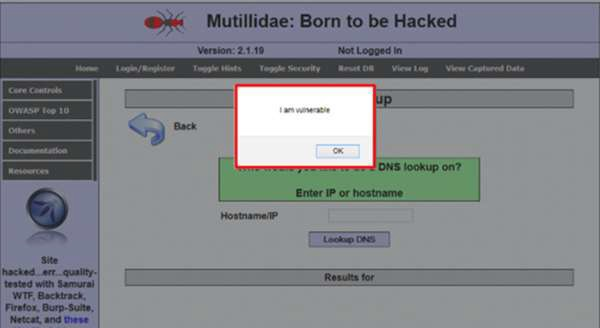 Mutillidae: Born to be Hacked
Version: 2.1.19 Not Logged In
Home Login/Register Toggle Hints Toggle Security Reset DB View Log View Captured Data
Core Controls
OWASP Top 10
Others
Documentation
Resources
Site
hacked...err...quality-
tested with Samurai
WTF, Backtrack,
Firefox, Burp-Suite,
Netcat, and these
Back
I am vulnerable
OK
DNS lookup on?
Enter IP or hostname
Hostname/IP
Lookup DNS
Results for